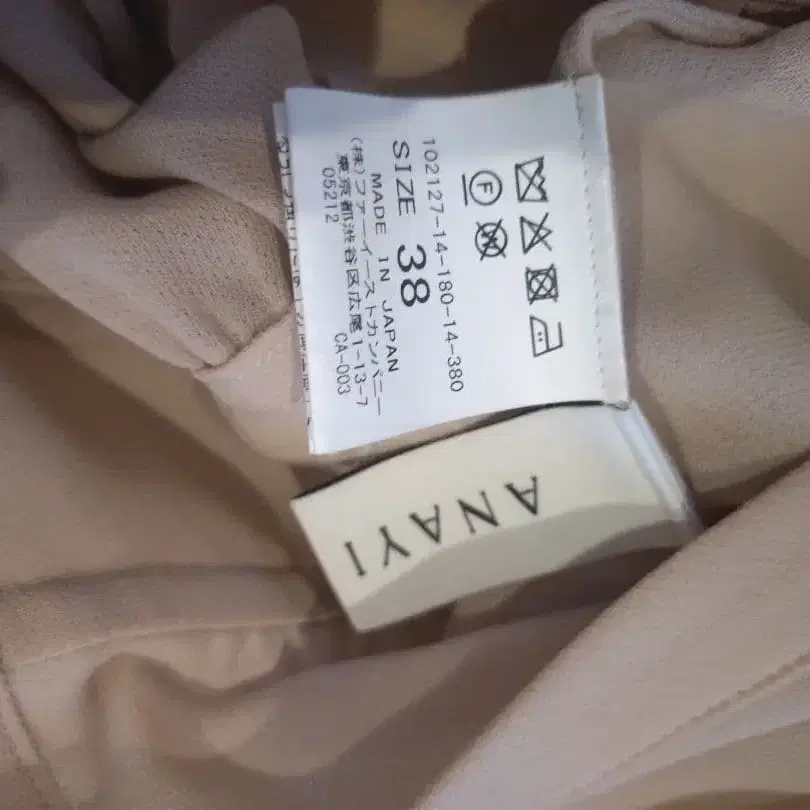 102127-14-180-14-380
SIZE 38
MADE IN JAPAN
(株)ファーイーストカンパニー
東京都渋谷区広尾1-13-7
05212 CA-003
ANAYI